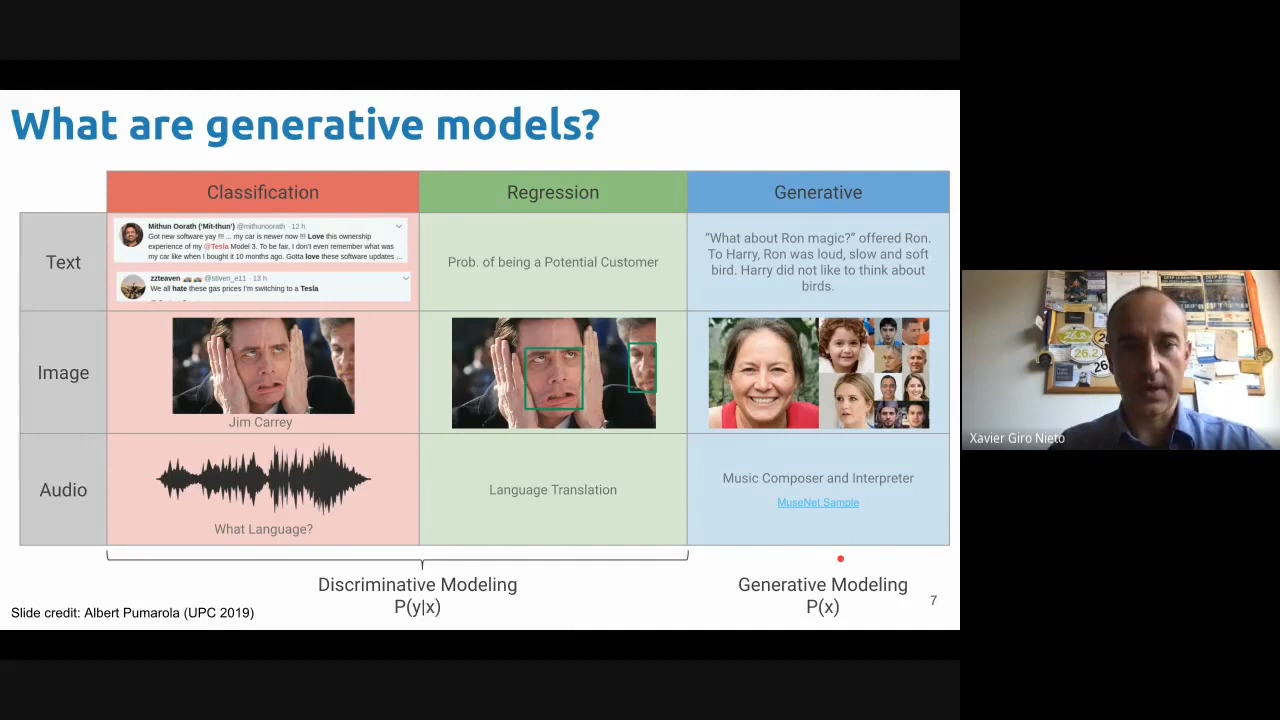 What are generative models?
Classification
Regression
Generative
Text
Mithun Oorath ('Mit-thun') @mithunoorath · 12 h
Got new software yay !!! ... my car is newer now !!! Love this ownership
experience of my @Tesla Model 3. To be fair, I don't even remember what was
my car like when I bought it 10 months ago. Gotta love these software updates ...
zzteaven @stiven_e11 · 13 h
We all hate these gas prices I'm switching to a Tesla
Prob. of being a Potential Customer
“What about Ron magic?” offered Ron.
To Harry, Ron was loud, slow and soft
bird. Harry did not like to think about
birds.
Image
Jim Carrey
Audio
What Language?
Language Translation
Music Composer and Interpreter
MuseNet Sample
Discriminative Modeling
P(y|x)
Generative Modeling
P(x)
Slide credit: Albert Pumarola (UPC 2019)
7
26.2
26.2
Xavier Giro Nieto